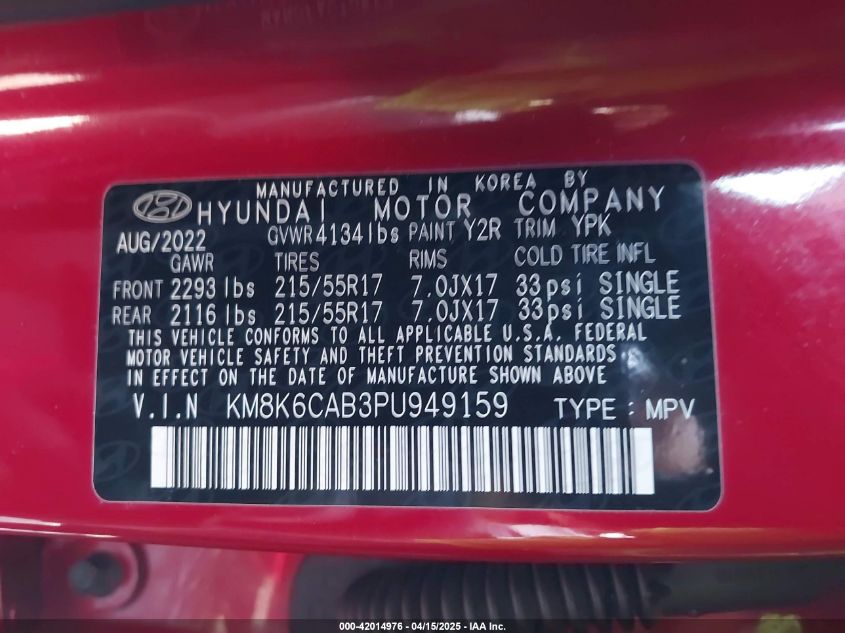 MANUFACTURED IN KOREA BY
HYUNDAI MOTOR COMPANY
AUG/2022 GVWR 4134 lbs PAINT Y2R TRIM YPK
GAWR TIRES RIMS COLD TIRE INFL
FRONT 2293 lbs 215/55R17 7.0JX17 33psi SINGLE
REAR 2116 lbs 215/55R17 7.0JX17 33psi SINGLE
THIS VEHICLE CONFORMS TO ALL APPLICABLE U.S.A. FEDERAL
MOTOR VEHICLE SAFETY AND THEFT PREVENTION STANDARDS
IN EFFECT ON THE DATE OF MANUFACTURE SHOWN ABOVE
V.I.N KM8K6CAB3PU949159 TYPE : MPV
000-42014976 - 04/15/2025 - IAA Inc.